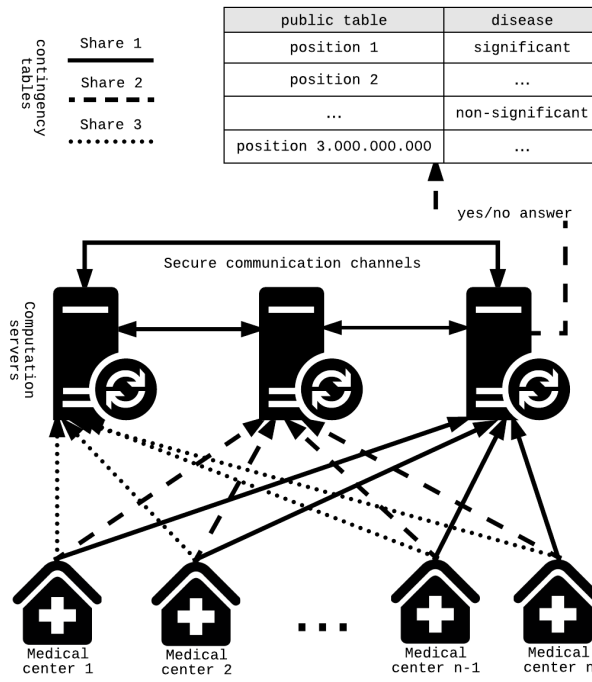 public table disease
position 1 significant
position 2 ...
... non-significant
position 3.000.000.000 ...
contingency
tables
Share 1
Share 2
Share 3
yes/no answer
Secure communication channels
Computation
servers
Medical
center 1
Medical
center 2
...
Medical
center n-1
Medical
center n